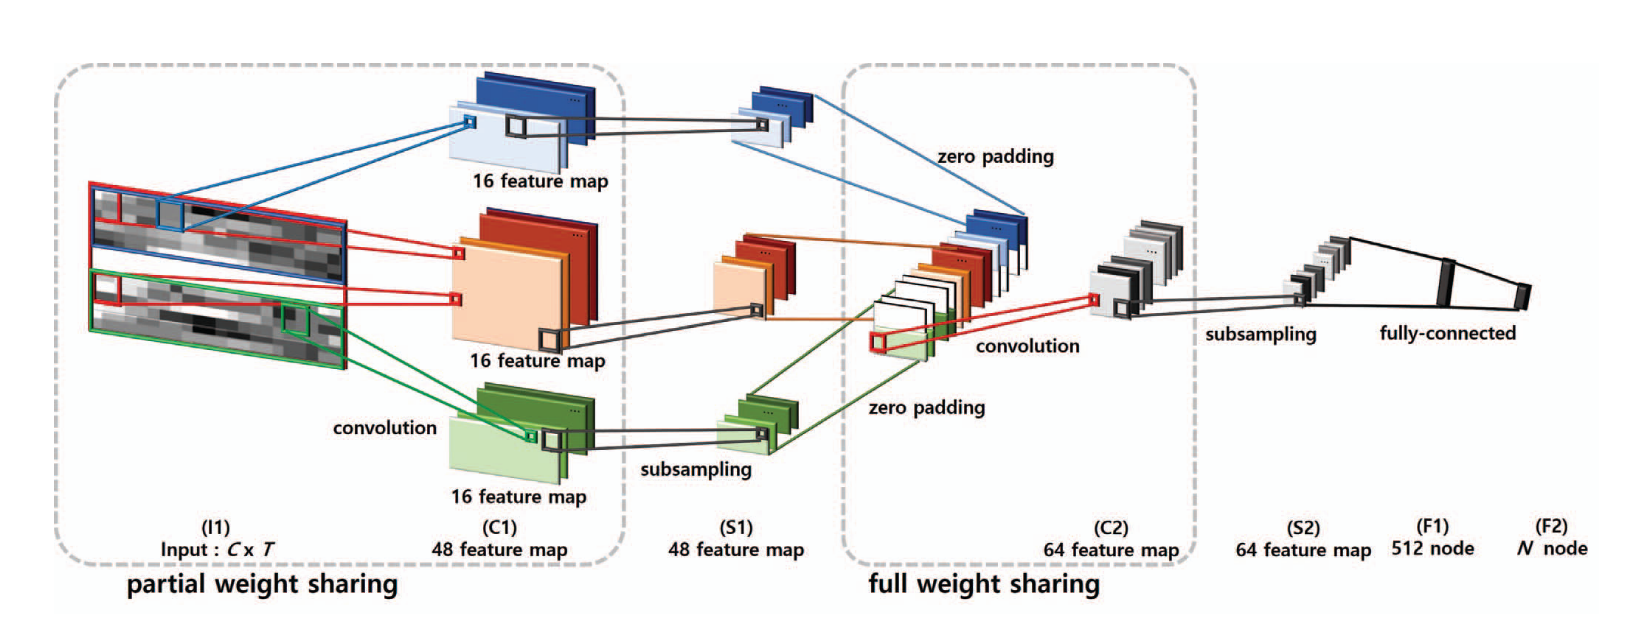 zero padding
16 feature map
16 feature map
convolution
subsampling
fully-connected
zero padding
convolution
subsampling
16 feature map
(I1)
Input : C x T
(C1)
48 feature map
(S1)
48 feature map
(C2)
64 feature map
(S2)
64 feature map
(F1)
512 node
(F2)
N node
partial weight sharing
full weight sharing